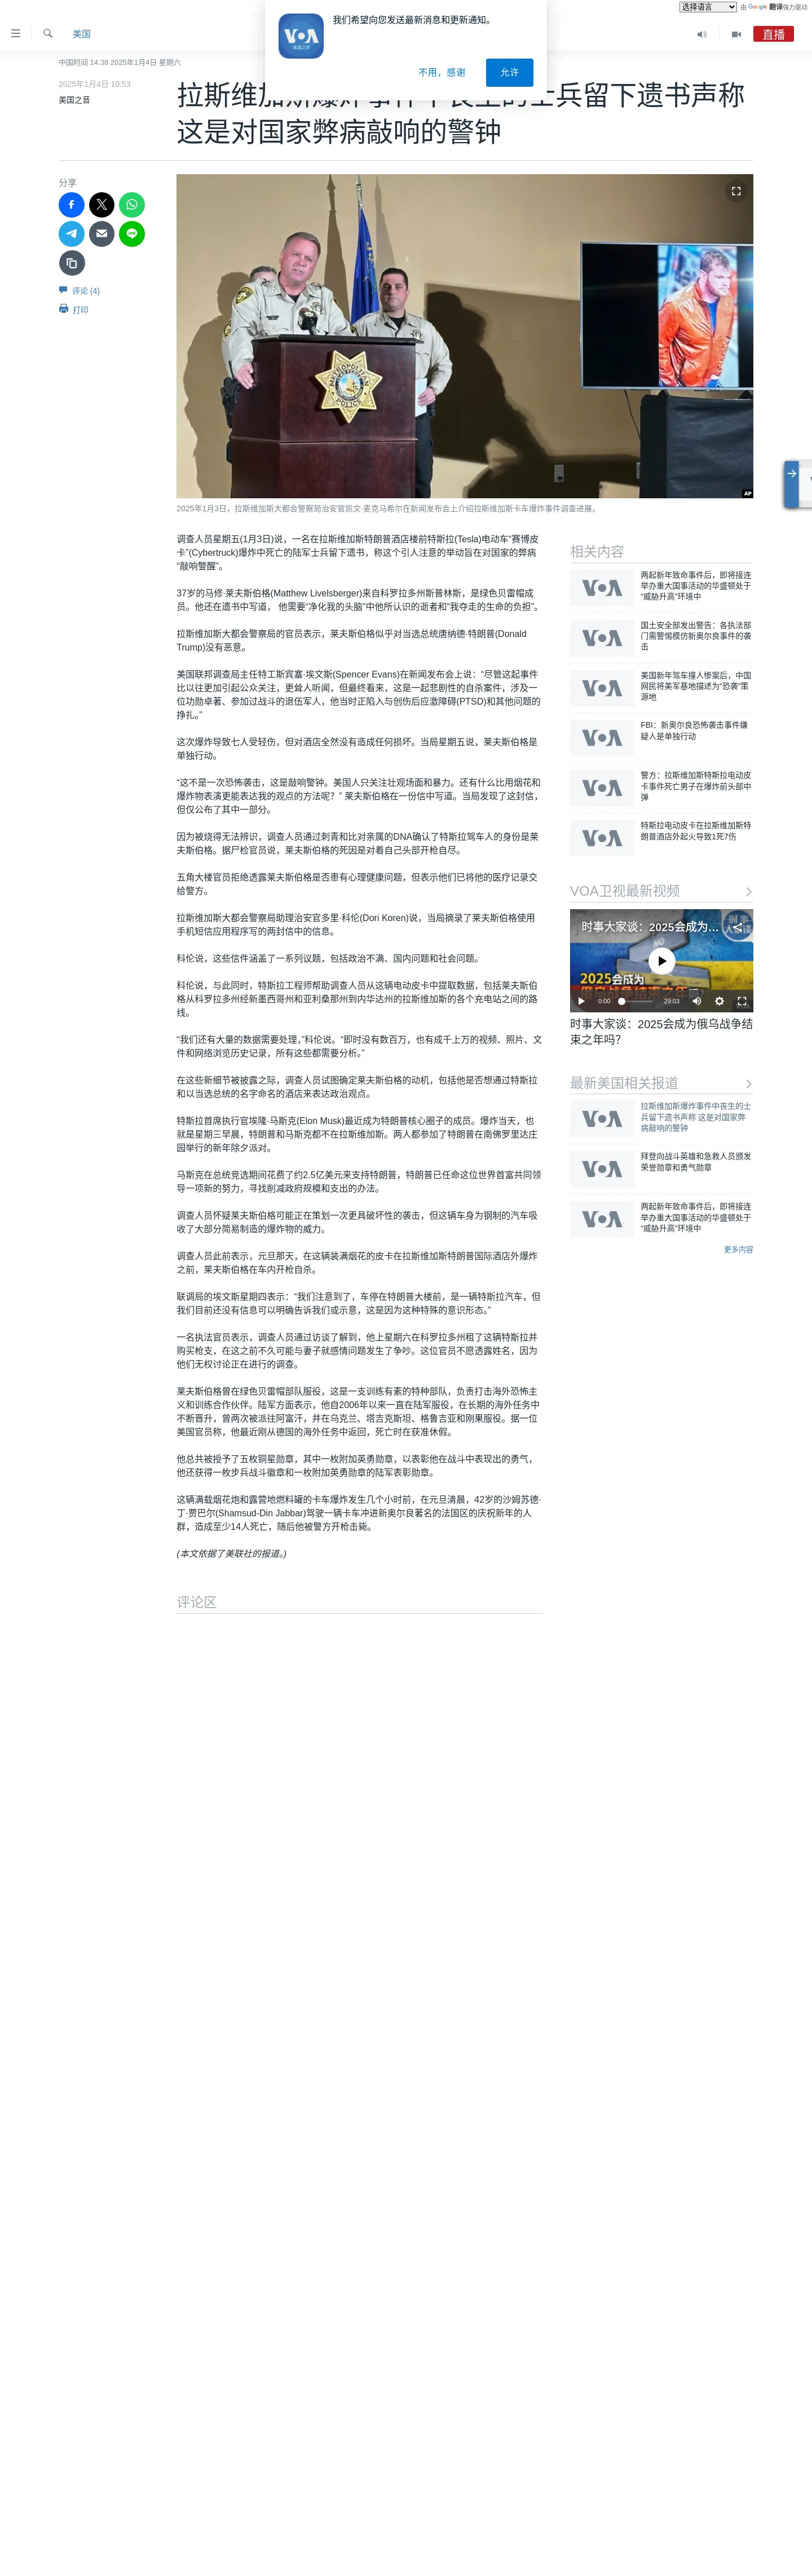 选择语言
由 Google 翻译强力驱动
我们希望向您发送最新消息和更新通知。
不用，感谢
允许
美国
直播
中国时间 14:38 2025年1月4日 星期六
2025年1月4日 10:53
美国之音
拉斯维加斯爆炸事件中丧生的士兵留下遗书声称
这是对国家弊病敲响的警钟
分享
评论 (4)
打印
AP
2025年1月3日，拉斯维加斯大都会警察局治安官凯文·麦克马希尔在新闻发布会上介绍拉斯维加斯卡车爆炸事件调查进展。
调查人员星期五(1月3日)说，一名在拉斯维加斯特朗普酒店楼前特斯拉(Tesla)电动车“赛博皮
卡”(Cybertruck)爆炸中死亡的陆军士兵留下遗书，称这个引人注意的举动旨在对国家的弊病
“敲响警醒”。
37岁的马修·莱夫斯伯格(Matthew Livelsberger)来自科罗拉多州斯普林斯，是绿色贝雷帽成
员。他还在遗书中写道， 他需要“净化我的头脑”中他所认识的逝者和“我夺走的生命的负担”。
拉斯维加斯大都会警察局的官员表示，莱夫斯伯格似乎对当选总统唐纳德·特朗普(Donald
Trump)没有恶意。
美国联邦调查局主任特工斯宾塞·埃文斯(Spencer Evans)在新闻发布会上说：“尽管这起事件
比以往更加引起公众关注，更耸人听闻，但最终看来，这是一起悲剧性的自杀案件，涉及一
位功勋卓著、参加过战斗的退伍军人，他当时正陷入与创伤后应激障碍(PTSD)和其他问题的
挣扎。”
这次爆炸导致七人受轻伤，但对酒店全然没有造成任何损坏。当局星期五说，莱夫斯伯格是
单独行动。
“这不是一次恐怖袭击，这是敲响警钟。美国人只关注壮观场面和暴力。还有什么比用烟花和
爆炸物表演更能表达我的观点的方法呢？” 莱夫斯伯格在一份信中写道。当局发现了这封信，
但仅公布了其中一部分。
因为被烧得无法辨识，调查人员通过刺青和比对亲属的DNA确认了特斯拉驾车人的身份是莱
夫斯伯格。据尸检官员说，莱夫斯伯格的死因是对着自己头部开枪自尽。
五角大楼官员拒绝透露莱夫斯伯格是否患有心理健康问题，但表示他们已将他的医疗记录交
给警方。
拉斯维加斯大都会警察局助理治安官多里·科伦(Dori Koren)说，当局摘录了莱夫斯伯格使用
手机短信应用程序写的两封信中的信息。
科伦说，这些信件涵盖了一系列议题，包括政治不满、国内问题和社会问题。
科伦说，与此同时，特斯拉工程师帮助调查人员从这辆电动皮卡中提取数据，包括莱夫斯伯
格从科罗拉多州经新墨西哥州和亚利桑那州到内华达州的拉斯维加斯的各个充电站之间的路
线。
“我们还有大量的数据需要处理，”科伦说。“即时没有数百万，也有成千上万的视频、照片、文
件和网络浏览历史记录，所有这些都需要分析。”
在这些新细节被披露之际，调查人员试图确定莱夫斯伯格的动机，包括他是否想通过特斯拉
和以当选总统的名字命名的酒店来表达政治观点。
特斯拉首席执行官埃隆·马斯克(Elon Musk)最近成为特朗普核心圈子的成员。爆炸当天，也
就是星期三早晨，特朗普和马斯克都不在拉斯维加斯。两人都参加了特朗普在南佛罗里达庄
园举行的新年除夕派对。
马斯克在总统竞选期间花费了约2.5亿美元来支持特朗普，特朗普已任命这位世界首富共同领
导一项新的努力，寻找削减政府规模和支出的办法。
调查人员怀疑莱夫斯伯格可能正在策划一次更具破坏性的袭击，但这辆车身为钢制的汽车吸
收了大部分简易制造的爆炸物的威力。
调查人员此前表示，元旦那天，在这辆装满烟花的皮卡在拉斯维加斯特朗普国际酒店外爆炸
之前，莱夫斯伯格在车内开枪自杀。
联调局的埃文斯星期四表示：“我们注意到了，车停在特朗普大楼前，是一辆特斯拉汽车，但
我们目前还没有信息可以明确告诉我们或示意，这是因为这种特殊的意识形态。”
一名执法官员表示，调查人员通过访谈了解到，他上星期六在科罗拉多州租了这辆特斯拉并
购买枪支，在这之前不久可能与妻子就感情问题发生了争吵。这位官员不愿透露姓名，因为
他们无权讨论正在进行的调查。
莱夫斯伯格曾在绿色贝雷帽部队服役，这是一支训练有素的特种部队，负责打击海外恐怖主
义和训练合作伙伴。陆军方面表示，他自2006年以来一直在陆军服役，在长期的海外任务中
不断晋升，曾两次被派往阿富汗，并在乌克兰、塔吉克斯坦、格鲁吉亚和刚果服役。据一位
美国官员称，他最近刚从德国的海外任务中返回，死亡时在获准休假。
他总共被授予了五枚铜星勋章，其中一枚附加英勇勋章，以表彰他在战斗中表现出的勇气，
他还获得一枚步兵战斗徽章和一枚附加英勇勋章的陆军表彰勋章。
这辆满载烟花炮和露营地燃料罐的卡车爆炸发生几个小时前，在元旦清晨，42岁的沙姆苏德·
丁·贾巴尔(Shamsud-Din Jabbar)驾驶一辆卡车冲进新奥尔良著名的法国区的庆祝新年的人
群，造成至少14人死亡，随后他被警方开枪击毙。
(本文依据了美联社的报道。)
评论区
相关内容
两起新年致命事件后，即将接连
举办重大国事活动的华盛顿处于
“威胁升高”环境中
国土安全部发出警告：各执法部
门需警惕模仿新奥尔良事件的袭
击
美国新年驾车撞人惨案后，中国
网民将美军基地描述为“恐袭”策
源地
FBI：新奥尔良恐怖袭击事件嫌
疑人是单独行动
警方：拉斯维加斯特斯拉电动皮
卡事件死亡男子在爆炸前头部中
弹
特斯拉电动皮卡在拉斯维加斯特
朗普酒店外起火导致1死7伤
VOA卫视最新视频
时事大家谈：2025会成为...
2025会成为
0:00
29:03
时事大家谈：2025会成为俄乌战争结
束之年吗？
最新美国相关报道
拉斯维加斯爆炸事件中丧生的士
兵留下遗书声称 这是对国家弊
病敲响的警钟
拜登向战斗英雄和急救人员颁发
荣誉勋章和勇气勋章
两起新年致命事件后，即将接连
举办重大国事活动的华盛顿处于
“威胁升高”环境中
更多内容